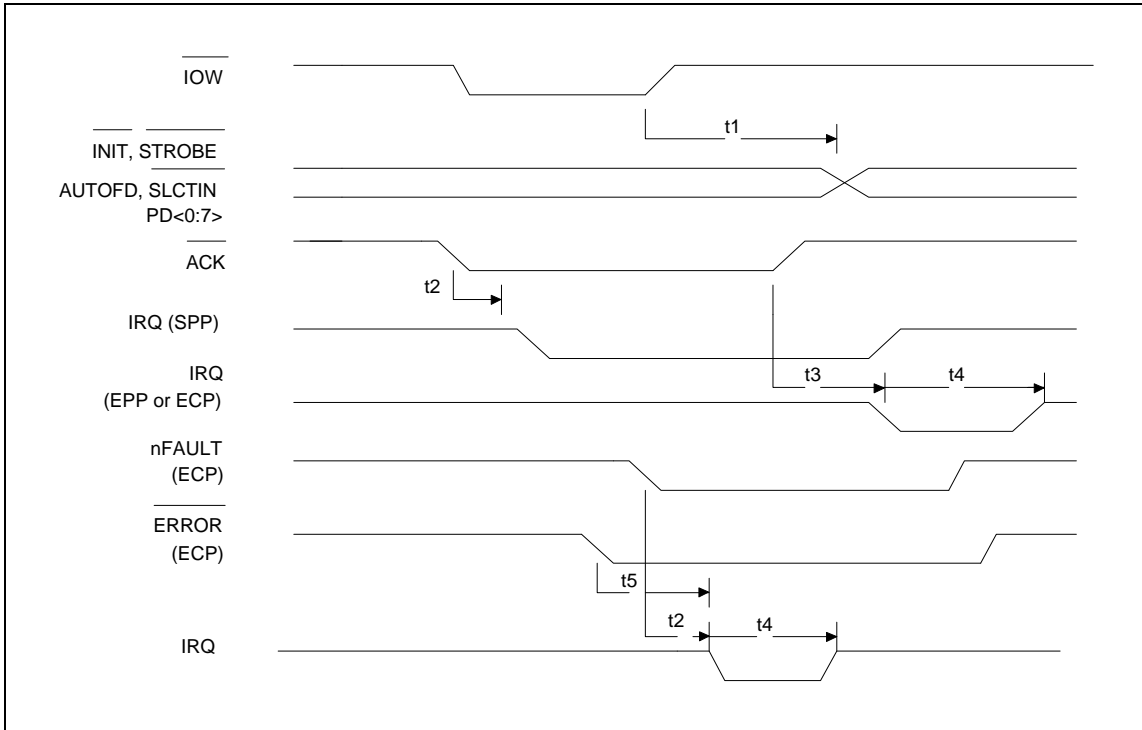 IOW
t1
INIT, STROBE
AUTOFD, SLCTIN
PD<0:7>
ACK
t2
IRQ (SPP)
IRQ
t3
t4
(EPP or ECP)
nFAULT
(ECP)
ERROR
(ECP)
t5
t2
t4
IRQ